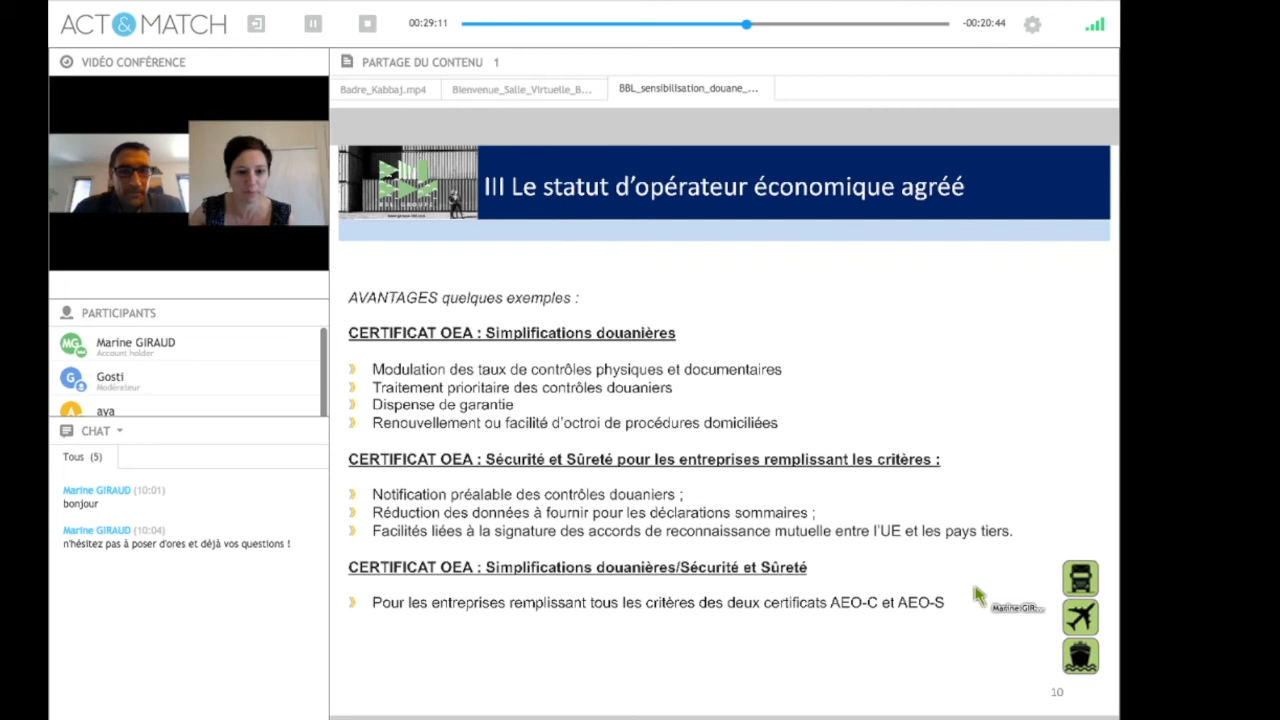 ACT & MATCH
00:29:11
-00:20:44
VIDÉO CONFÉRENCE
PARTAGE DU CONTENU 1
Badre_Kabbaj.mp4
Bienvenue_Salle_Virtuelle_B...
BBL_sensibilisation_douane_...
III Le statut d'opérateur économique agréé
AVANTAGES quelques exemples :
CERTIFICAT OEA : Simplifications douanières
Modulation des taux de contrôles physiques et documentaires
Traitement prioritaire des contrôles douaniers
Dispense de garantie
Renouvellement ou facilité d'octroi de procédures domiciliées
CERTIFICAT OEA : Sécurité et Sûreté pour les entreprises remplissant les critères :
Notification préalable des contrôles douaniers ;
Réduction des données à fournir pour les déclarations sommaires ;
Facilités liées à la signature des accords de reconnaissance mutuelle entre l'UE et les pays tiers.
CERTIFICAT OEA : Simplifications douanières/Sécurité et Sûreté
Pour les entreprises remplissant tous les critères des deux certificats AEO-C et AEO-S
Marine GIR...
10
PARTICIPANTS
MG
Marine GIRAUD
Account holder
G
Gosti
Modérateur
A
aya
CHAT
Tous (5)
Marine GIRAUD (10:01)
bonjour
Marine GIRAUD (10:04)
n'hésitez pas à poser d'ores et déjà vos questions !